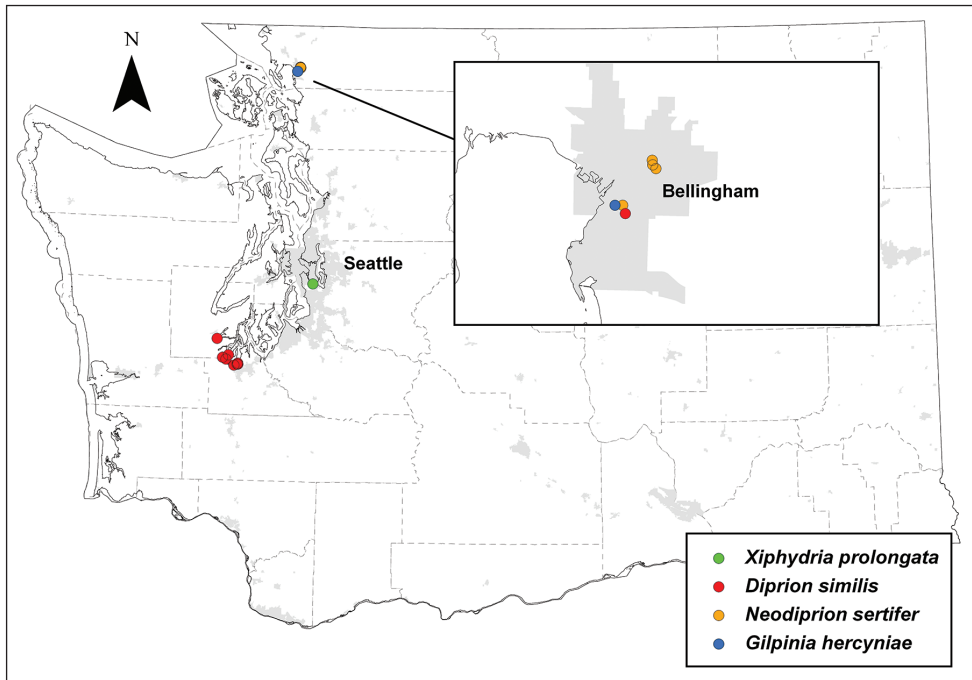 N
Bellingham
Seattle
Xiphydria prolongata
Diprion similis
Neodiprion sertifer
Gilpinia hercyniae